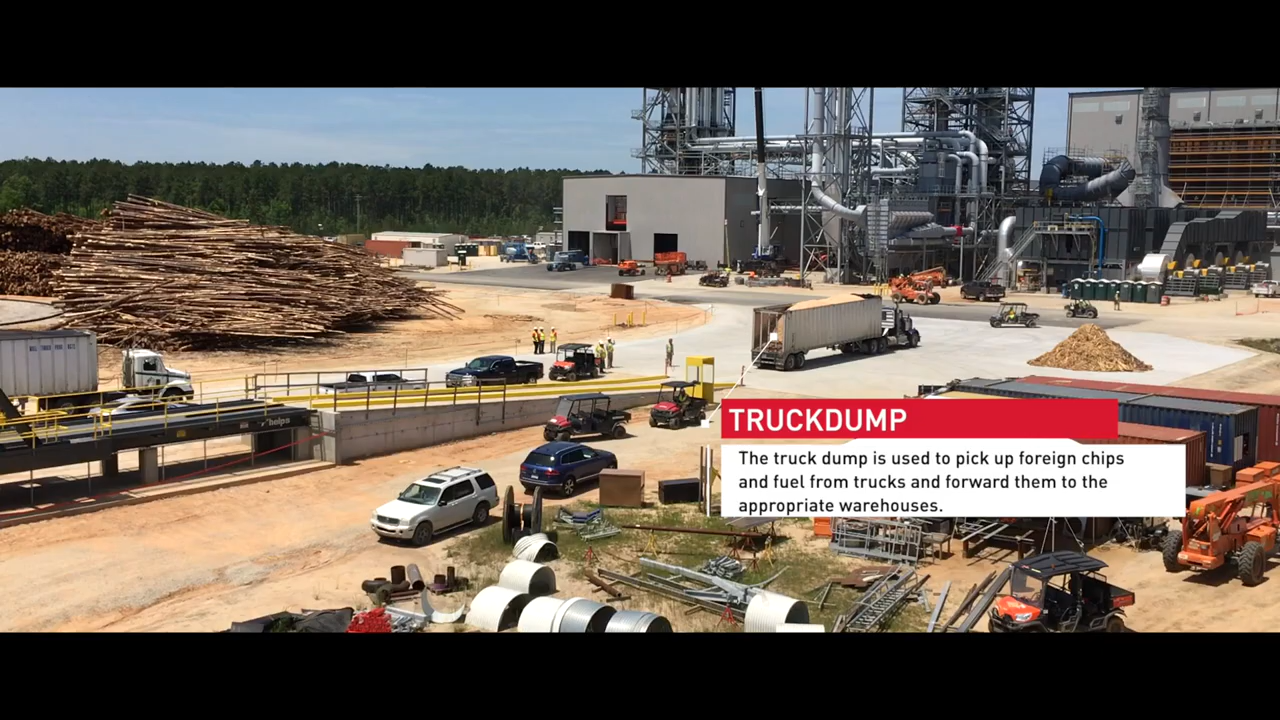 TRUCKDUMP
The truck dump is used to pick up foreign chips
and fuel from trucks and forward them to the
appropriate warehouses.
helpa